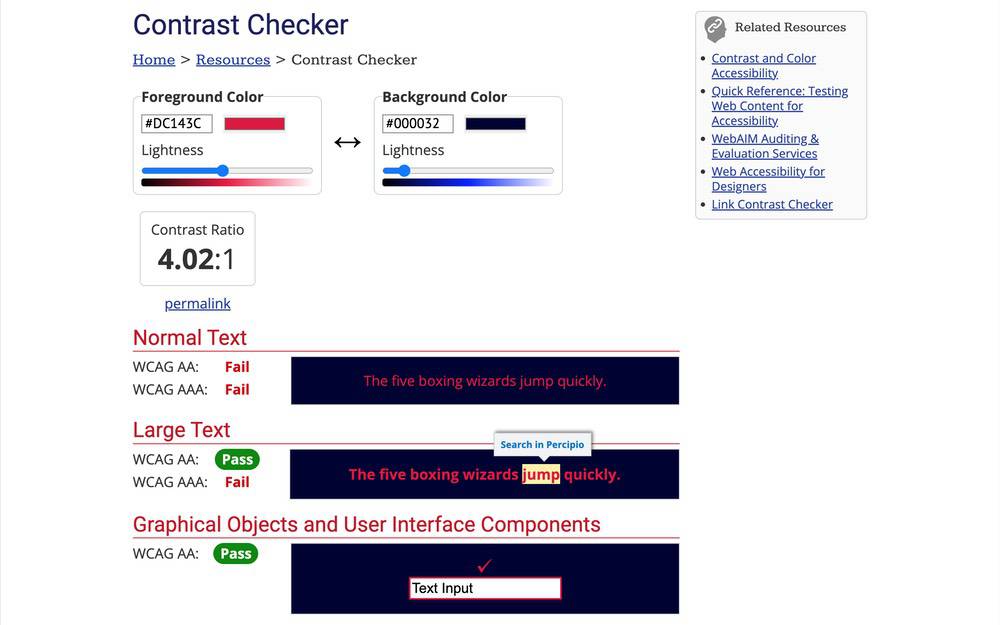 Contrast Checker
Home > Resources > Contrast Checker
Foreground Color
#DC143C
Lightness
Background Color
#000032
Lightness
Contrast Ratio
4.02:1
permalink
Normal Text
WCAG AA: Fail
WCAG AAA: Fail
The five boxing wizards jump quickly.
Large Text
WCAG AA: Pass
WCAG AAA: Fail
Search in Percipio
The five boxing wizards jump quickly.
Graphical Objects and User Interface Components
WCAG AA: Pass
Text Input
Related Resources
Contrast and Color
Accessibility
Quick Reference: Testing
Web Content for
Accessibility
WebAIM Auditing &
Evaluation Services
Web Accessibility for
Designers
Link Contrast Checker